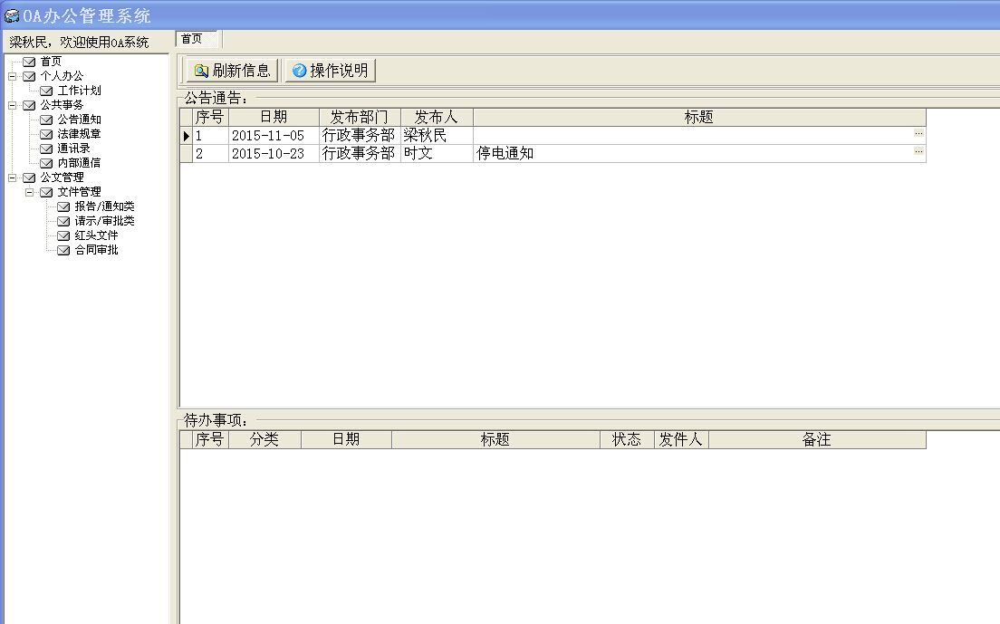 OA办公管理系统
梁秋民，欢迎使用OA系统
首页
首页
个人办公
工作计划
公共事务
公告通知
法律规章
通讯录
内部通信
公文管理
文件管理
报告/通知类
请示/审批类
红头文件
合同审批
刷新信息 操作说明
公告通告：
序号 日期 发布部门 发布人 标题
1 2015-11-05 行政事务部 梁秋民 ...
2 2015-10-23 行政事务部 时文 停电通知 ...
待办事项：
序号 分类 日期 标题 状态 发件人 备注